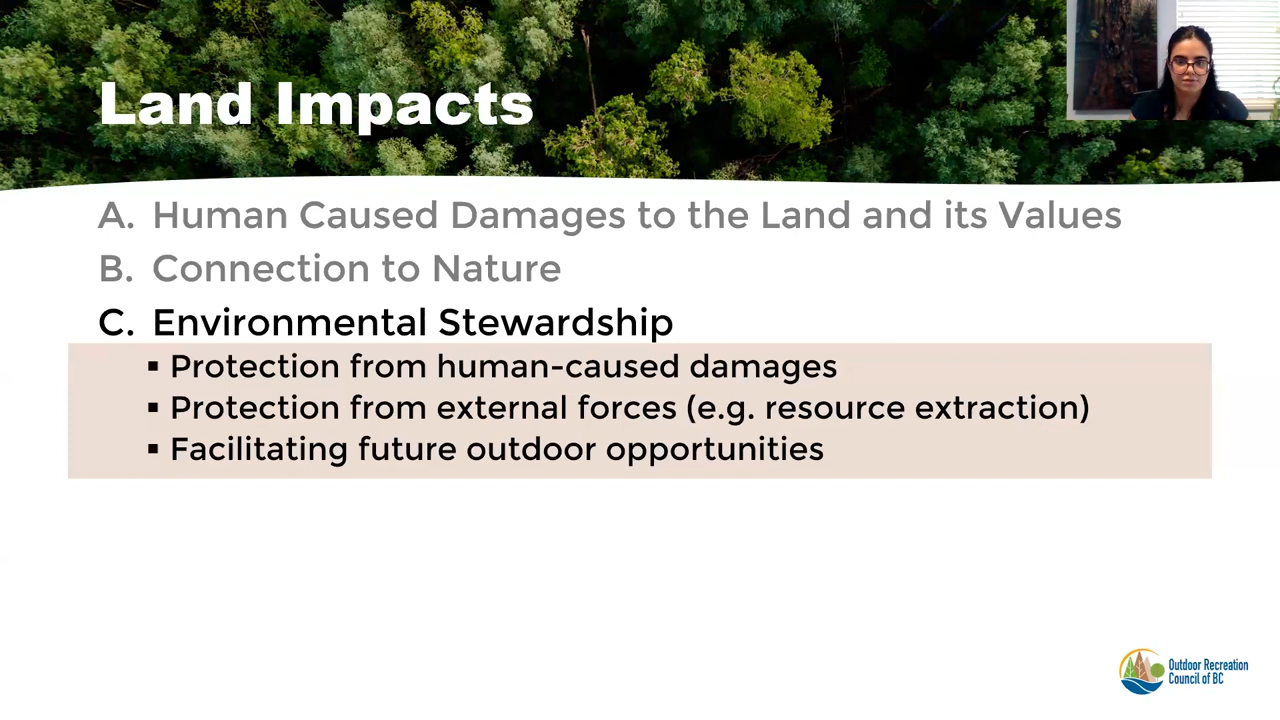 Land Impacts
A. Human Caused Damages to the Land and its Values
B. Connection to Nature
C. Environmental Stewardship
▪ Protection from human-caused damages
▪ Protection from external forces (e.g. resource extraction)
▪ Facilitating future outdoor opportunities
Outdoor Recreation
Council of BC